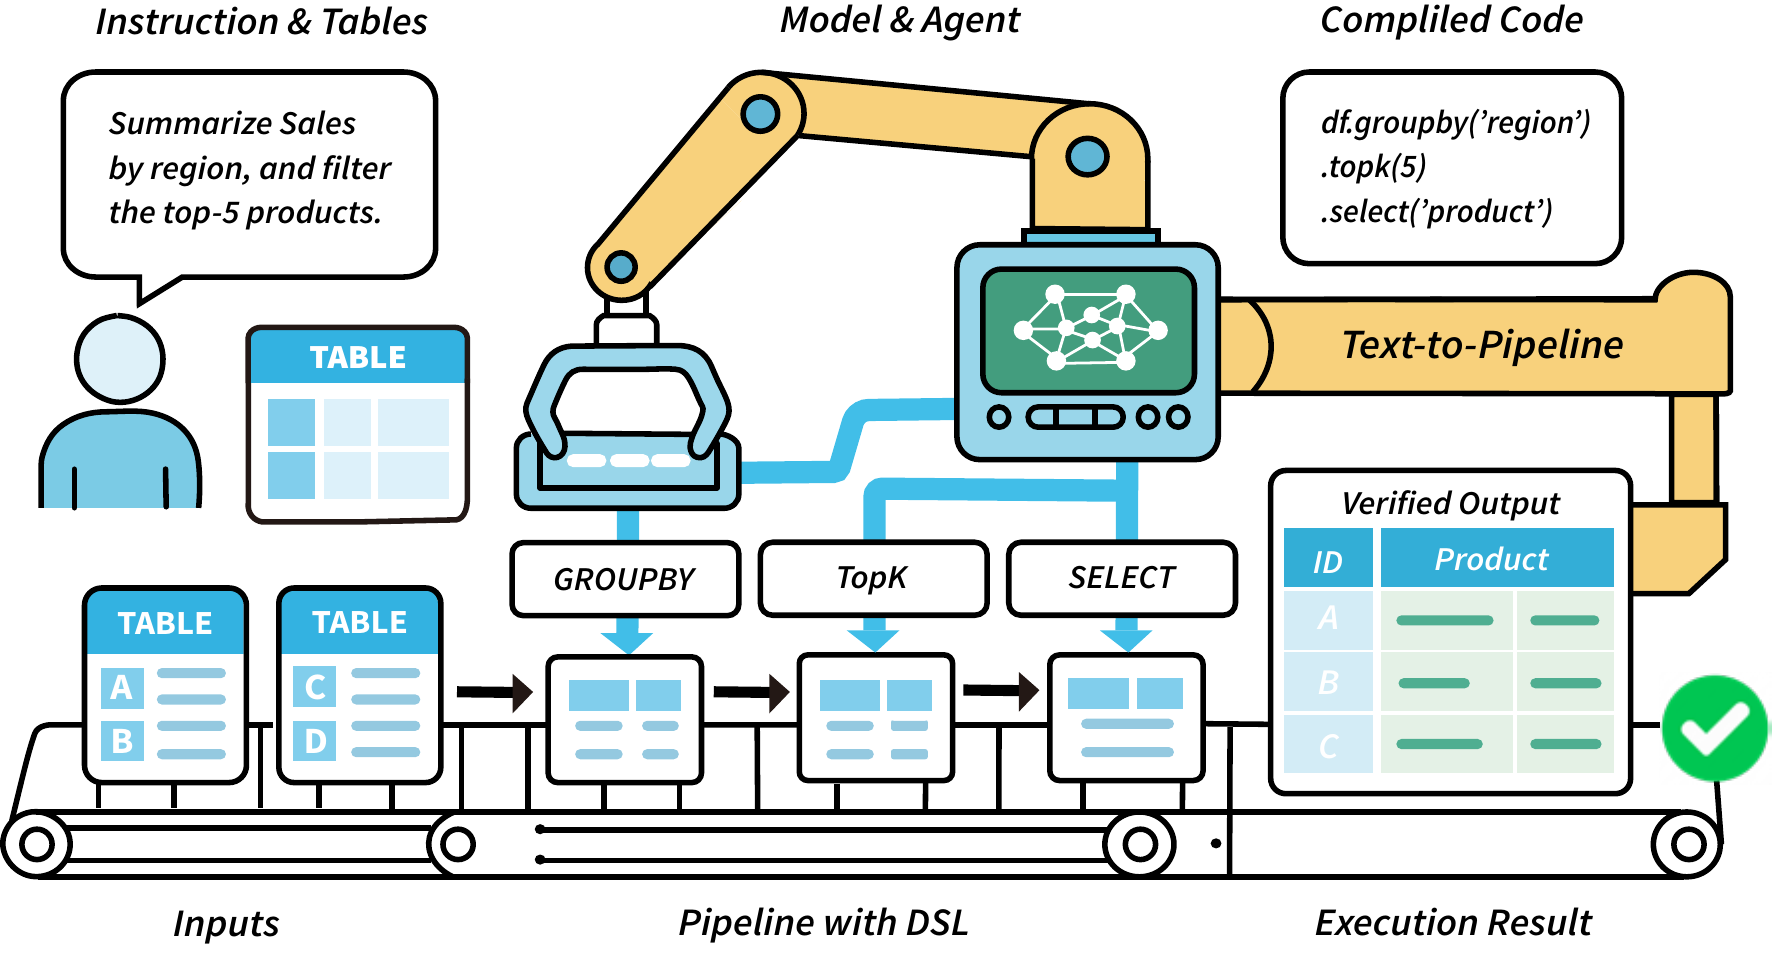 Instruction & Tables
Model & Agent
Compliled Code
Summarize Sales
by region, and filter
the top-5 products.
df.groupby(’region’)
.topk(5)
.select(’product’)
TABLE
Text-to-Pipeline
Verified Output
ID
Product
A
B
C
GROUPBY
TopK
SELECT
TABLE
A
B
TABLE
C
D
Inputs
Pipeline with DSL
Execution Result